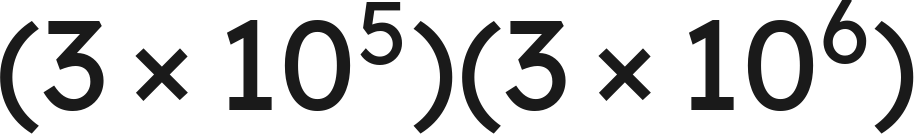 (3 × 10⁵)(3 × 10⁶)